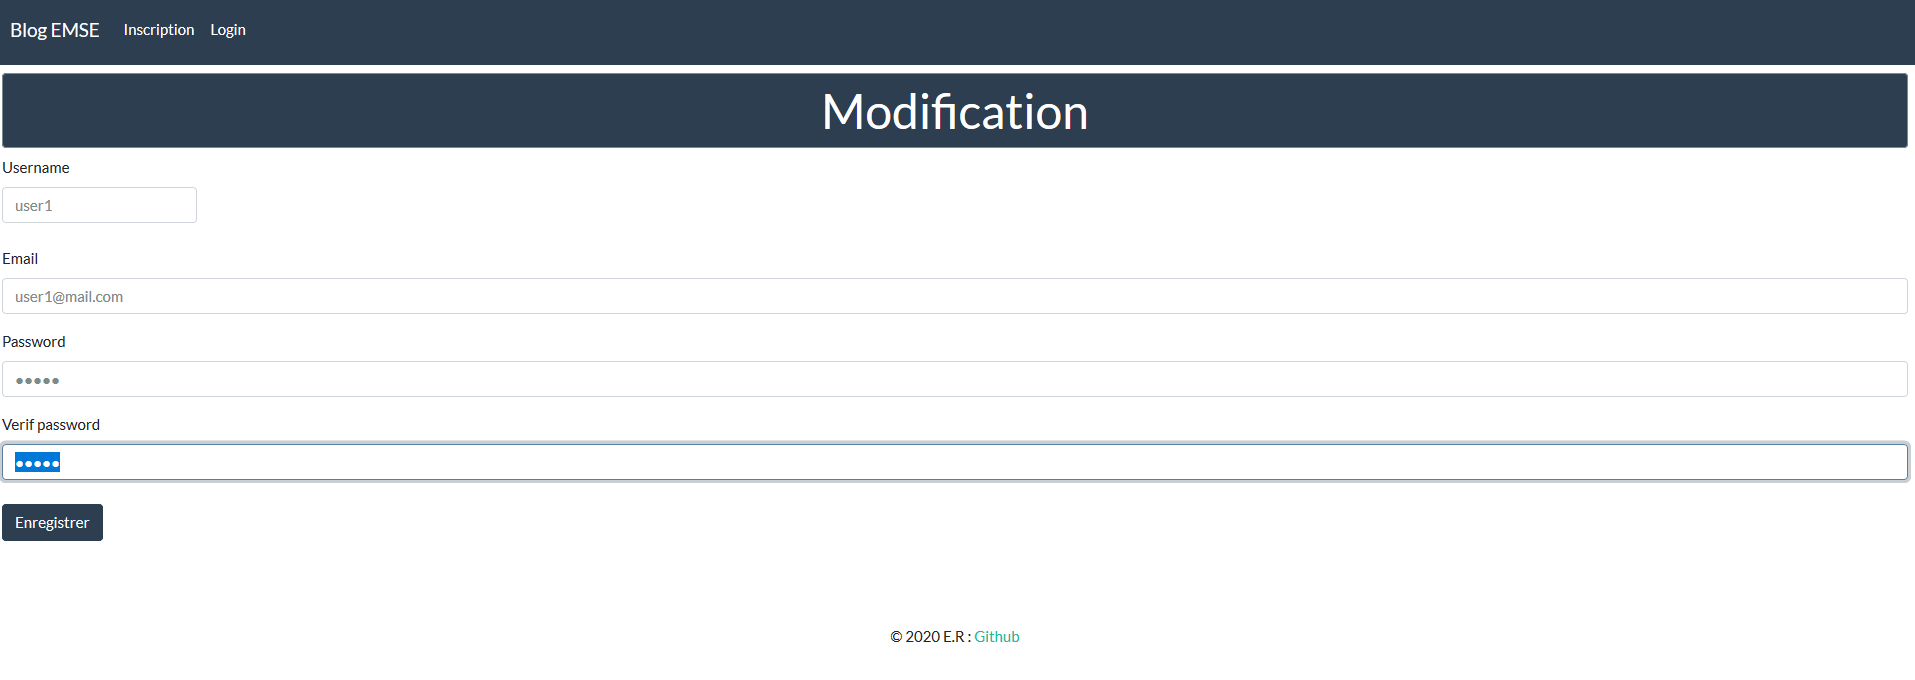 Blog EMSE Inscription Login
Modification
Username
user1
Email
user1@mail.com
Password
●●●●●
Verif password
●●●●●
Enregistrer
© 2020 E.R : Github